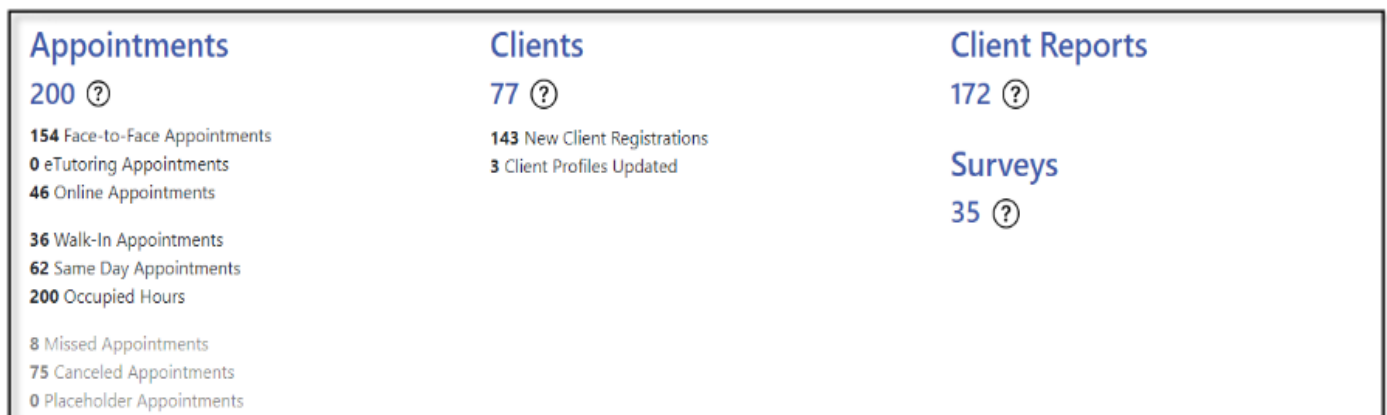 Appointments
200 ?
154 Face-to-Face Appointments
0 eTutoring Appointments
46 Online Appointments
36 Walk-In Appointments
62 Same Day Appointments
200 Occupied Hours
8 Missed Appointments
75 Canceled Appointments
0 Placeholder Appointments
Clients
77 ?
143 New Client Registrations
3 Client Profiles Updated
Client Reports
172 ?
Surveys
35 ?